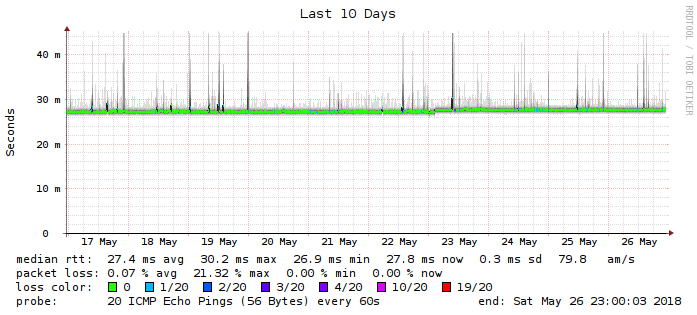 Last 10 Days
RRDTOOL / TOBI OETIKER
Seconds
40 m
30 m
20 m
10 m
0
17 May 18 May 19 May 20 May 21 May 22 May 23 May 24 May 25 May 26 May
median rtt: 27.4 ms avg 30.2 ms max 26.9 ms min 27.8 ms now 0.3 ms sd 79.8 am/s
packet loss: 0.07 % avg 21.32 % max 0.00 % min 0.00 % now
loss color: 0 1/20 2/20 3/20 4/20 10/20 19/20
probe: 20 ICMP Echo Pings (56 Bytes) every 60s end: Sat May 26 23:00:03 2018